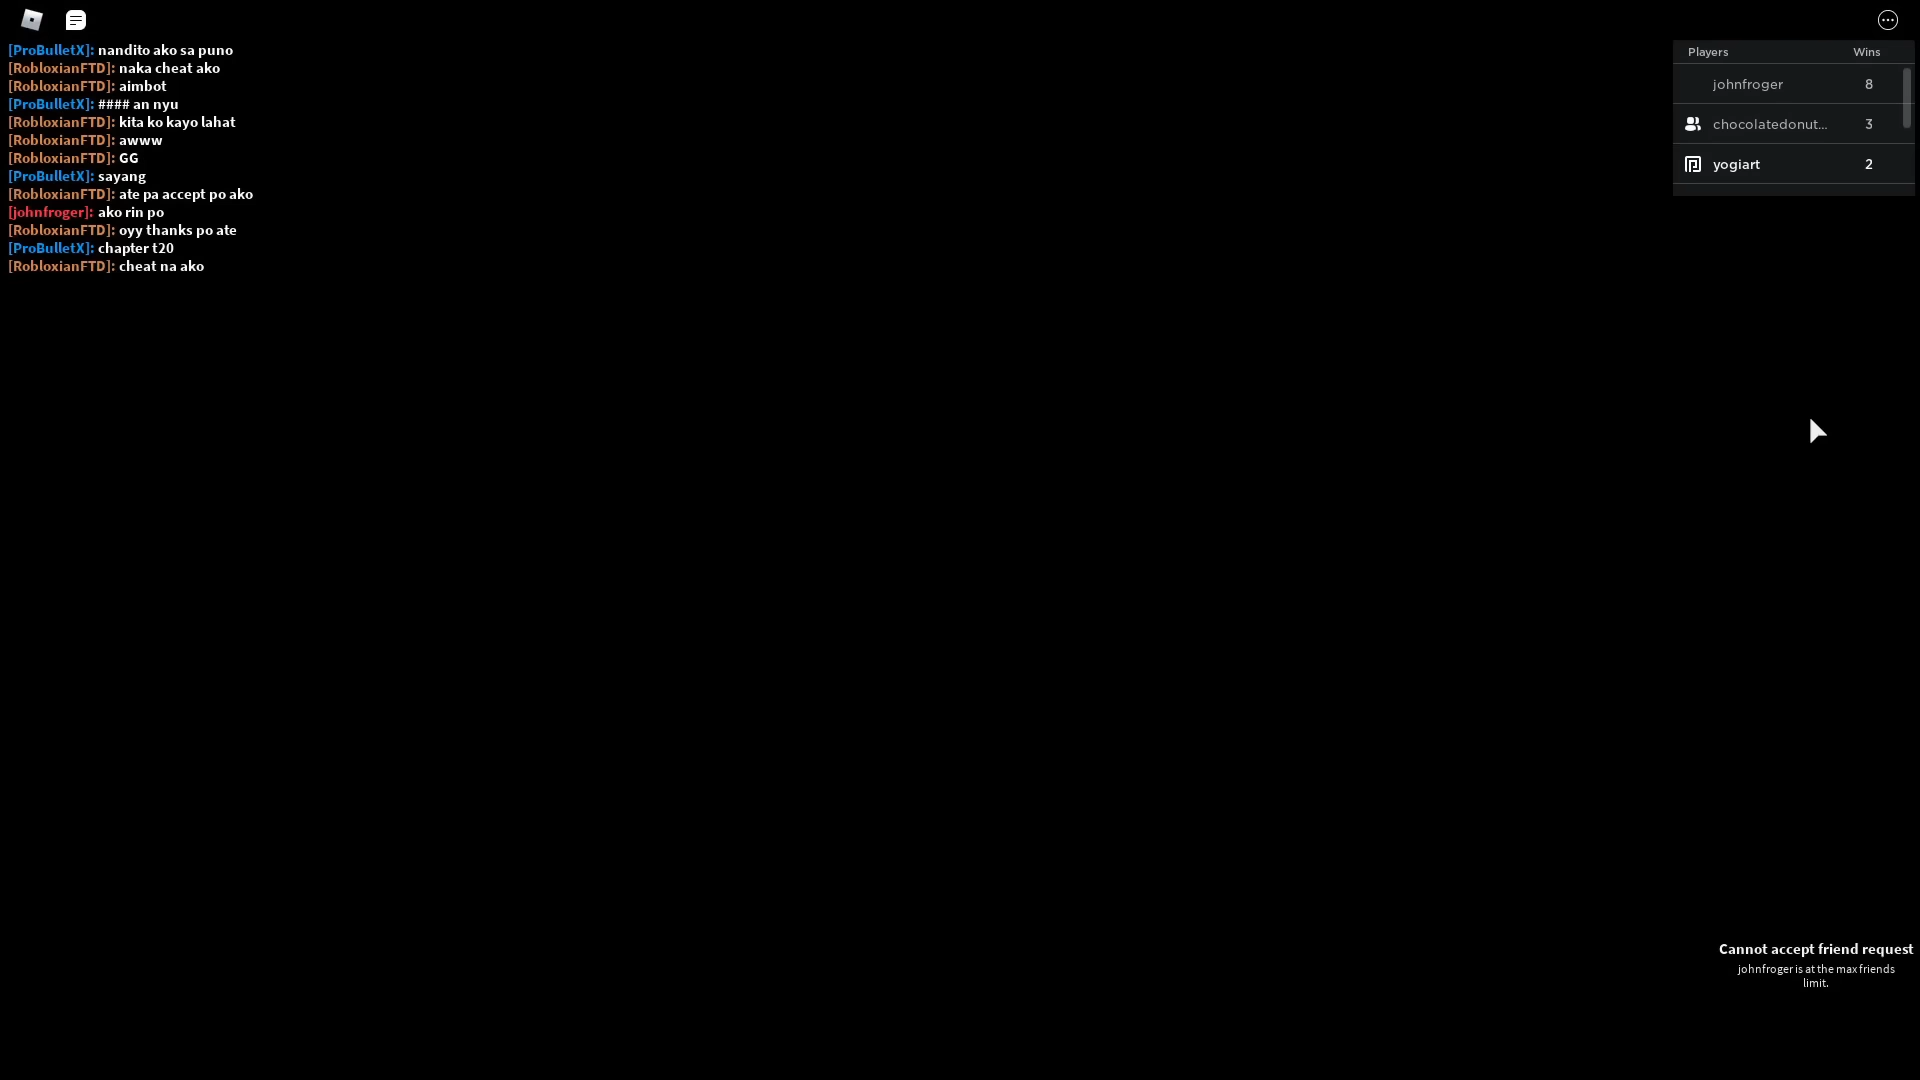 [ProBulletX]: nandito ako sa puno
[RobloxianFTD]: naka cheat ako
[RobloxianFTD]: aimbot
[ProBulletX]: #### an nyu
[RobloxianFTD]: kita ko kayo lahat
[RobloxianFTD]: awww
[RobloxianFTD]: GG
[ProBulletX]: sayang
[RobloxianFTD]: ate pa accept po ako
[johnfroger]: ako rin po
[RobloxianFTD]: oyy thanks po ate
[ProBulletX]: chapter t20
[RobloxianFTD]: cheat na ako
Players Wins
johnfroger 8
chocolatedonut... 3
yogiart 2
Cannot accept friend request
johnfroger is at the max friends
limit.